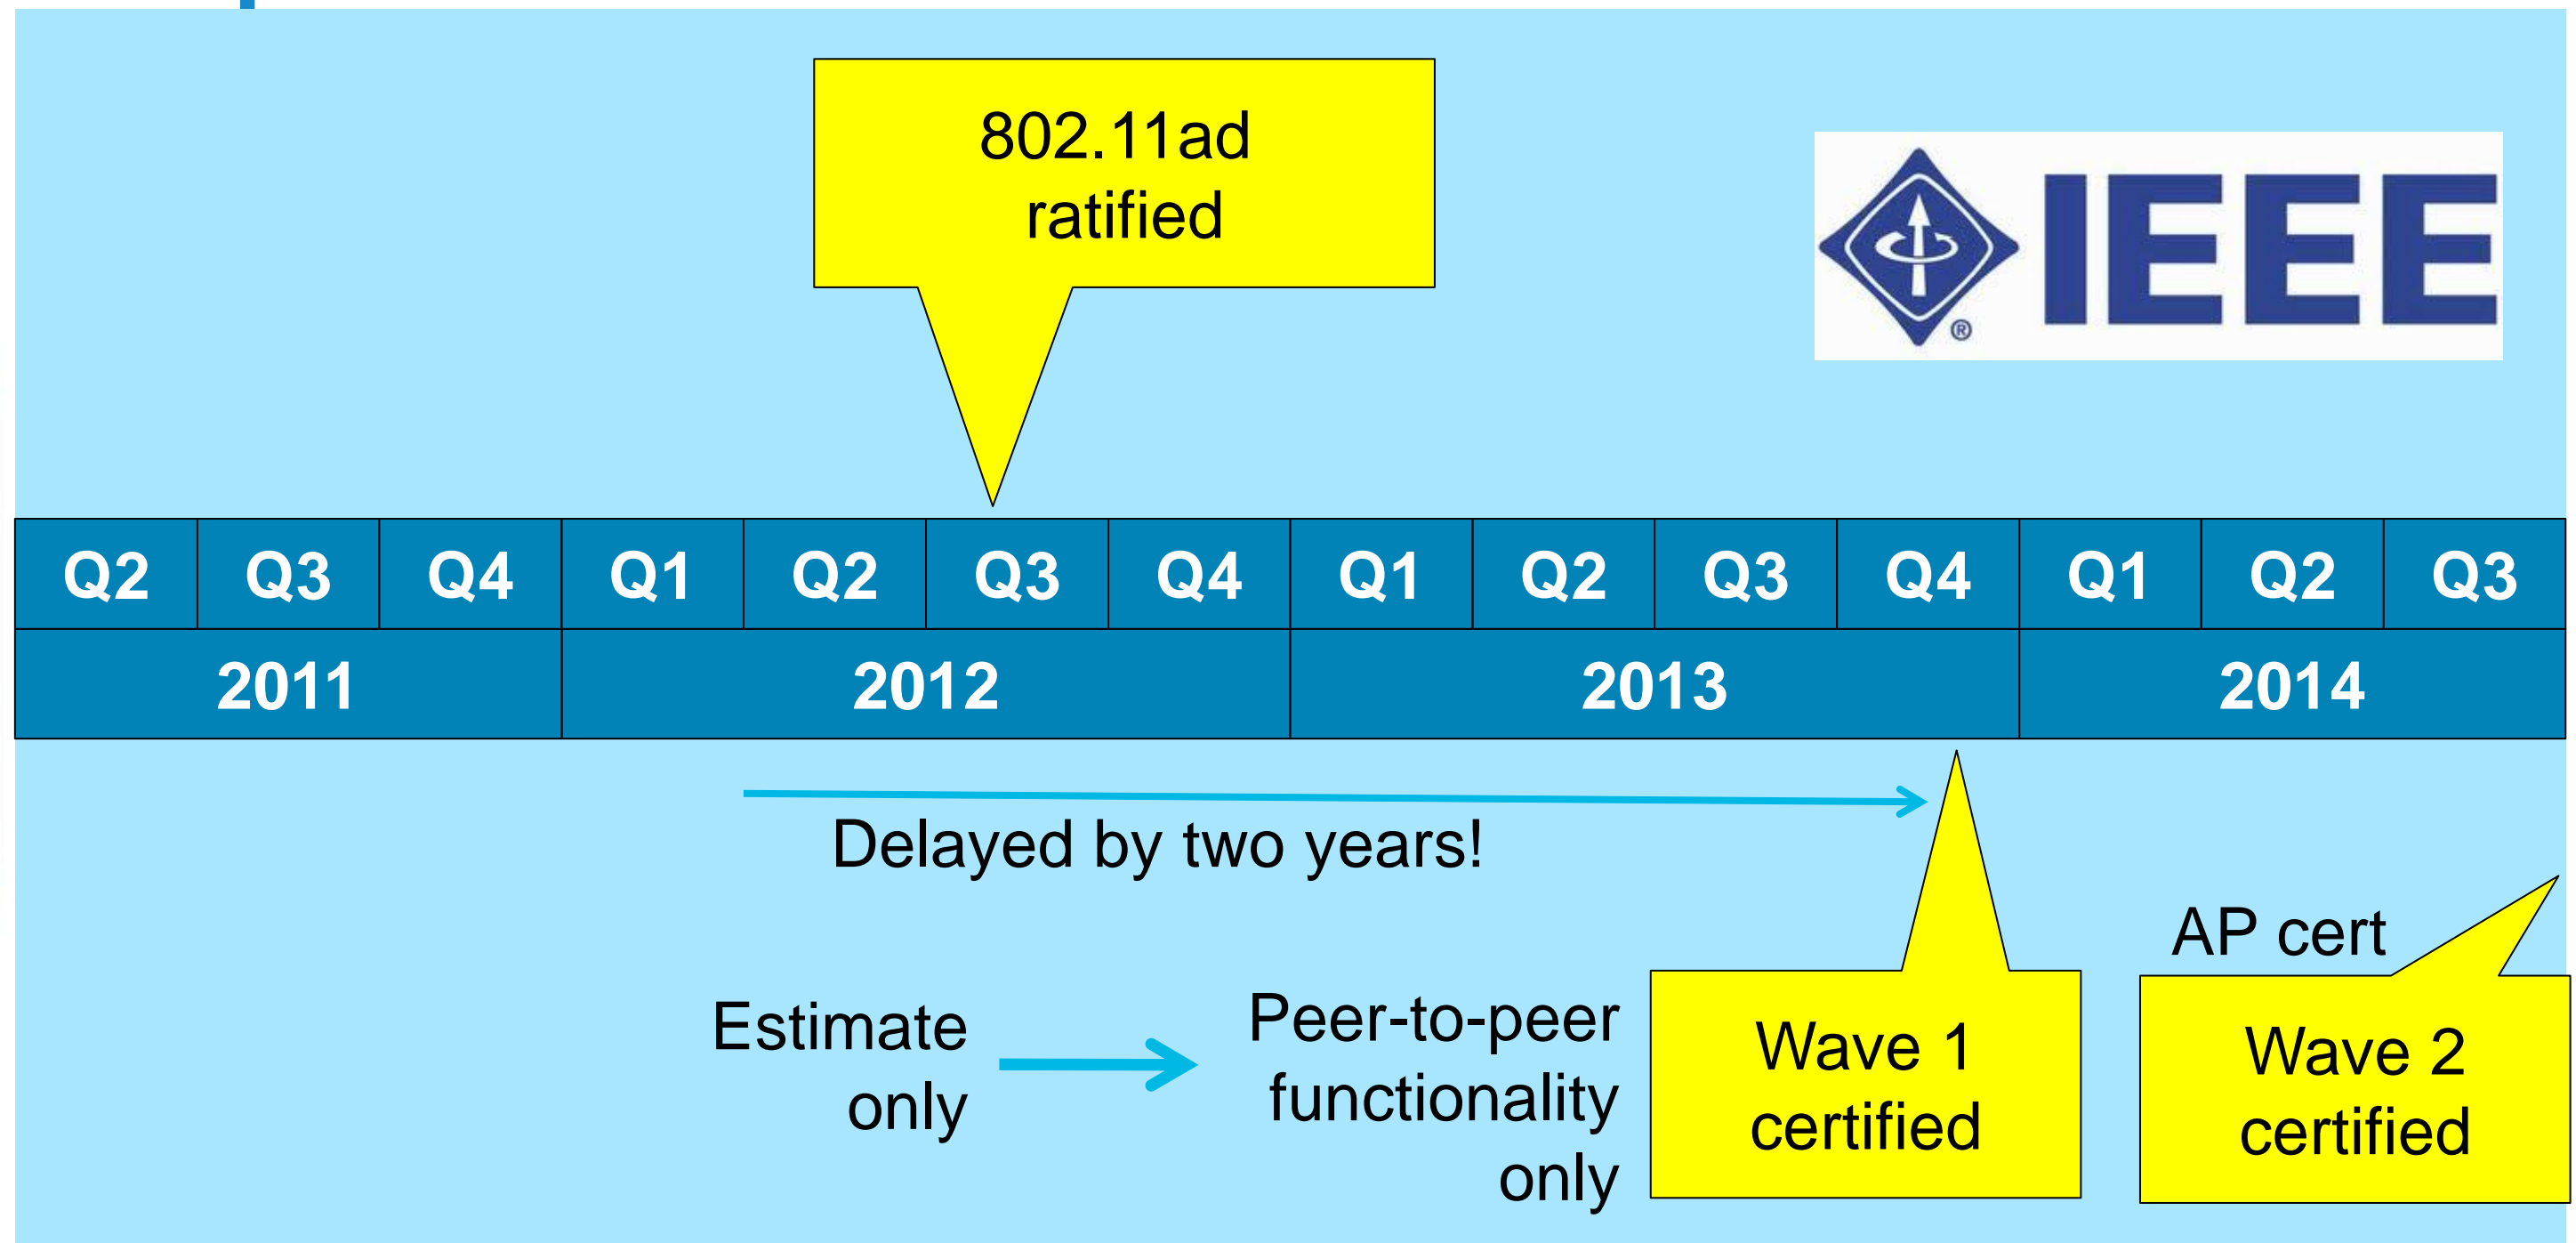 802.11ad
ratified
IEEE
®
Q2 Q3 Q4 Q1 Q2 Q3 Q4 Q1 Q2 Q3 Q4 Q1 Q2 Q3
2011 2012 2013 2014
Delayed by two years!
AP cert
Estimate
only
Peer-to-peer
functionality
only
Wave 1
certified
Wave 2
certified